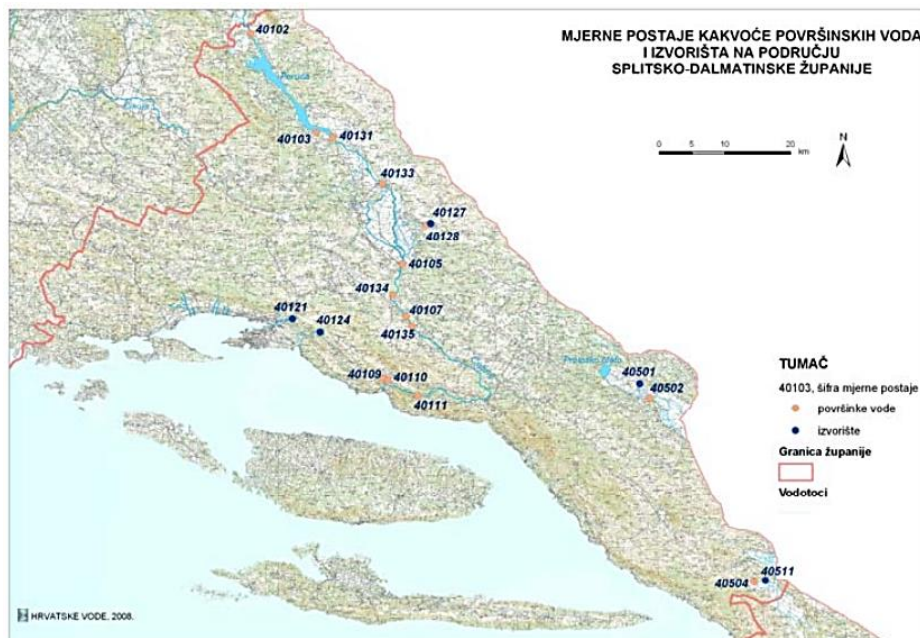 MJERNE POSTAJE KAKVOĆE POVRŠINSKIH VODA
I IZVORIŠTA NA PODRUČJU
SPLITSKO-DALMATINSKE ŽUPANIJE
N
0 5 10 20
km
40102
Peruća
40103
40131
40133
40127
40128
40105
40134
40107
40135
40121
40124
40109
40110
40111
40501
40502
40504
40511
TUMAČ
40103, šifra mjerne postaje
površinke vode
izvorište
Granica županije
Vodotoci
HRVATSKE VODE, 2008.